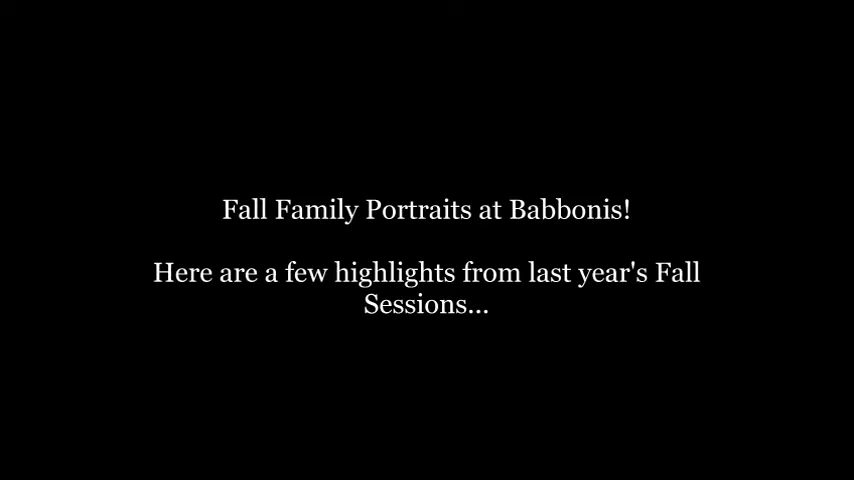 Fall Family Portraits at Babbonis!
Here are a few highlights from last year's Fall
Sessions...